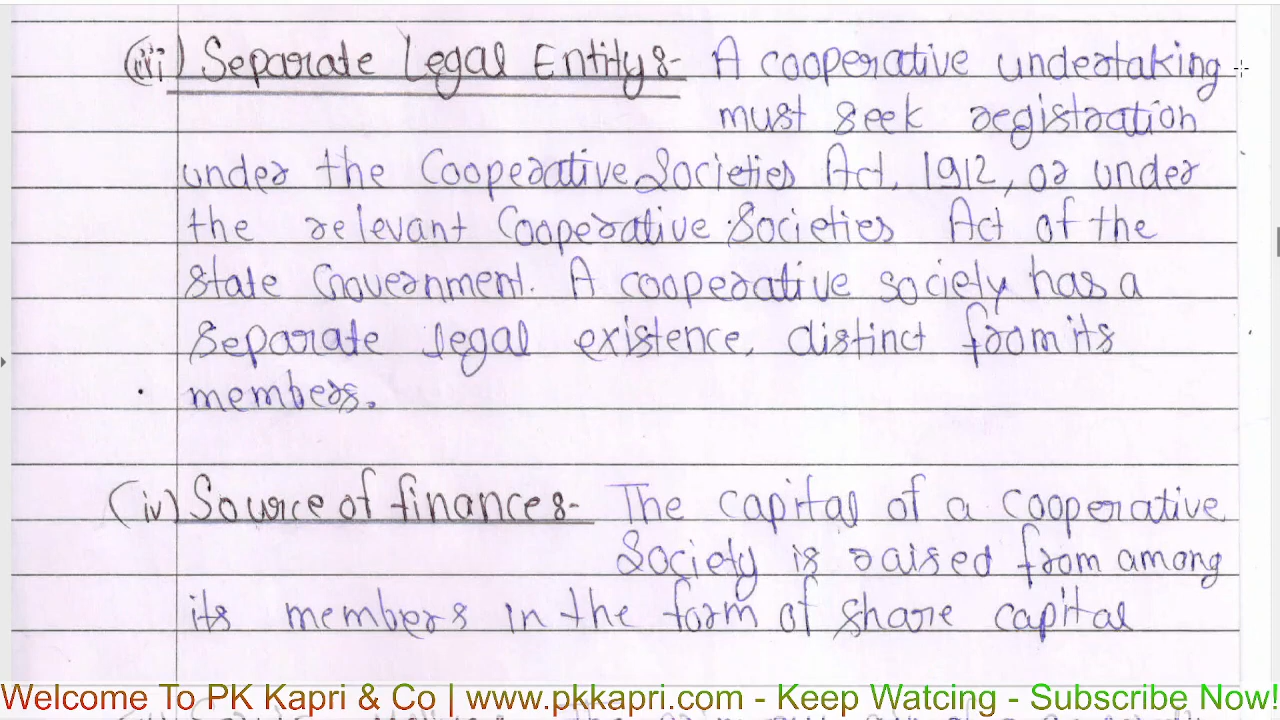 (iii) Separate Legal Entity:- A cooperative undertaking
must seek registration
under the Cooperative Societies Act, 1912, or under
the relevant Cooperative Societies Act of the
State Government. A cooperative society has a
separate legal existence, distinct from its
members.
(iv) Source of finance:- The capital of a cooperative
Society is raised from among
its members in the form of share capital
Welcome To PK Kapri & Co | www.pkkapri.com - Keep Watcing - Subscribe Now!